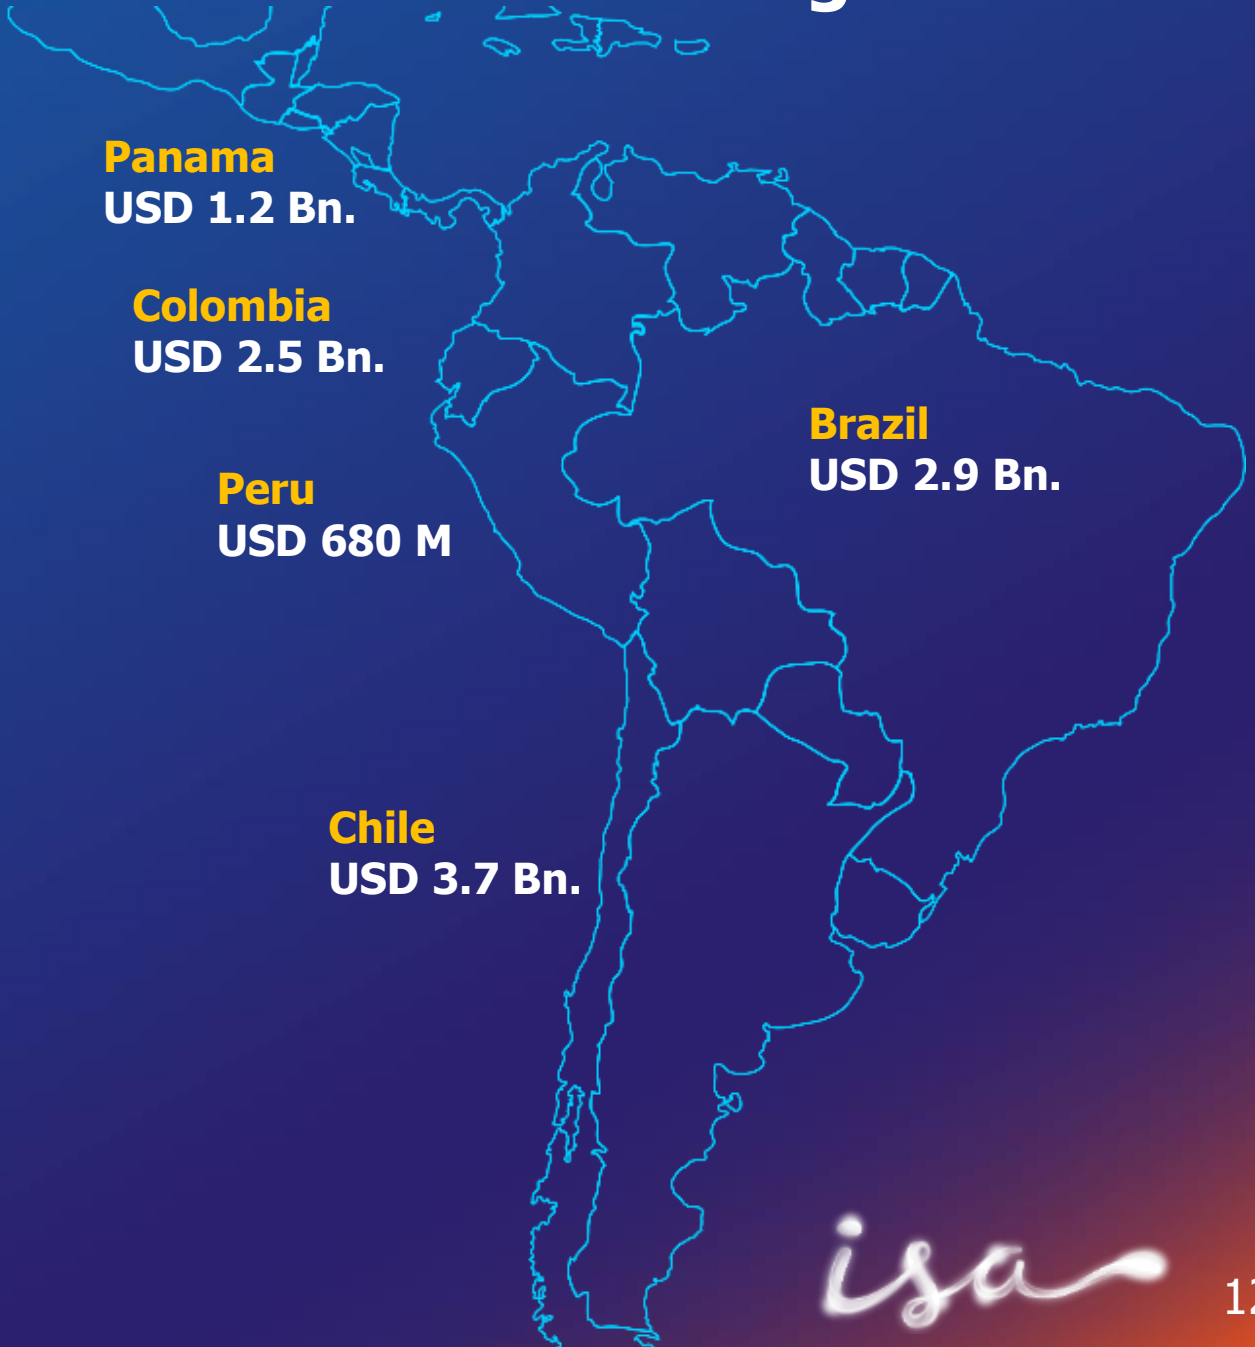 Panama
USD 1.2 Bn.
Colombia
USD 2.5 Bn.
Brazil
USD 2.9 Bn.
Peru
USD 680 M
Chile
USD 3.7 Bn.
isa
12